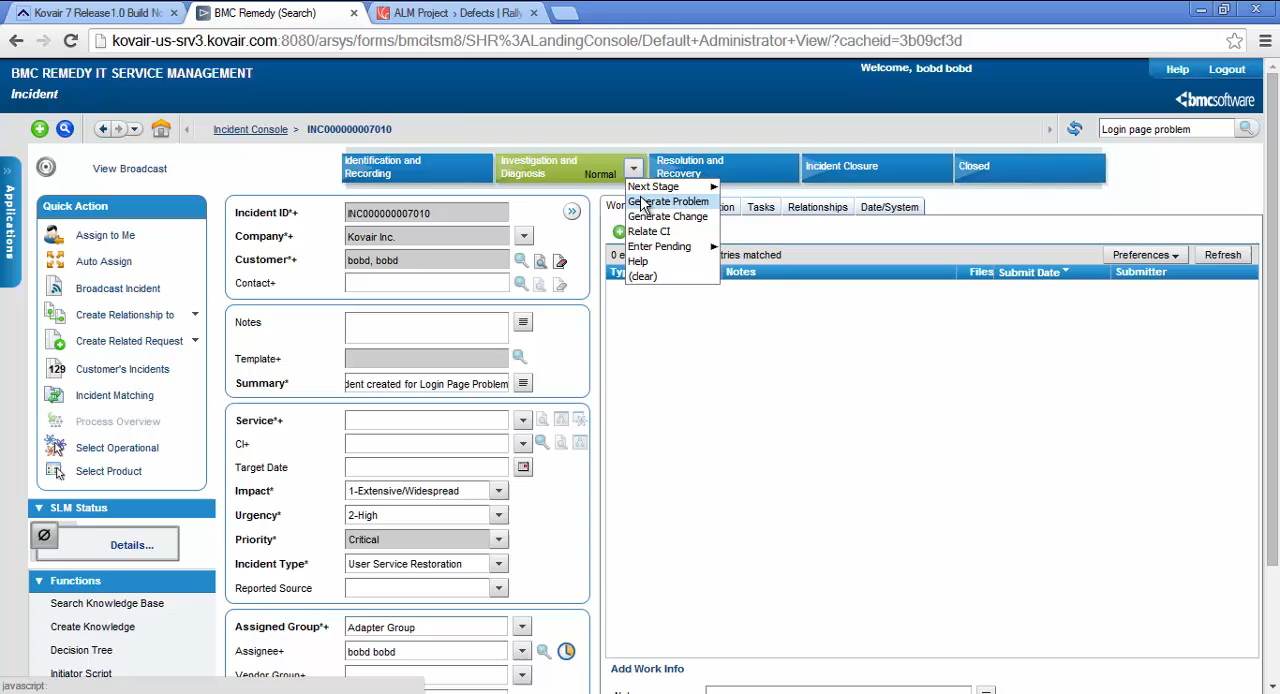 Kovair 7 Release1.0 Build No
BMC Remedy (Search)
ALM Project > Defects | Rally
kovair-us-srv3.kovair.com:8080/arsys/forms/bmcitsm8/SHR%3ALandingConsole/Default+Administrator+View/?cacheid=3b09cf3d
BMC REMEDY IT SERVICE MANAGEMENT
Welcome, bobd bobd
Help
Logout
Incident
bmcsoftware
Incident Console > INC000000007010
Login page problem
Applications
View Broadcast
Identification and Recording
Investigation and Diagnosis
Normal
Resolution and Recovery
Incident Closure
Closed
Next Stage
Generate Problem
Generate Change
Relate CI
Enter Pending
Help
(clear)
Quick Action
Assign to Me
Auto Assign
Broadcast Incident
Create Relationship to
Create Related Request
129 Customer's Incidents
Incident Matching
Process Overview
Select Operational
Select Product
SLM Status
Details...
Functions
Search Knowledge Base
Create Knowledge
Decision Tree
Initiator Script
javascript:
Incident ID*+ INC000000007010
Company*+ Kovair Inc.
Customer*+ bobd, bobd
Contact+
Notes
Template+
Summary* dent created for Login Page Problem
Service*+
CI+
Target Date
Impact* 1-Extensive/Widespread
Urgency* 2-High
Priority* Critical
Incident Type* User Service Restoration
Reported Source
Assigned Group*+ Adapter Group
Assignee+ bobd bobd
Vendor Group+
Tasks
Relationships
Date/System
tries matched
Preferences
Refresh
Notes
Files
Submit Date
Submitter
Add Work Info